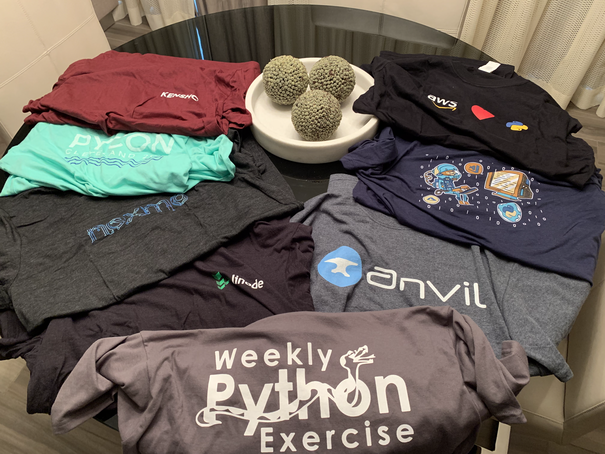 KENSHO
aws
PYCON
nexmo
linode
anvil
Weekly
Python
Exercise